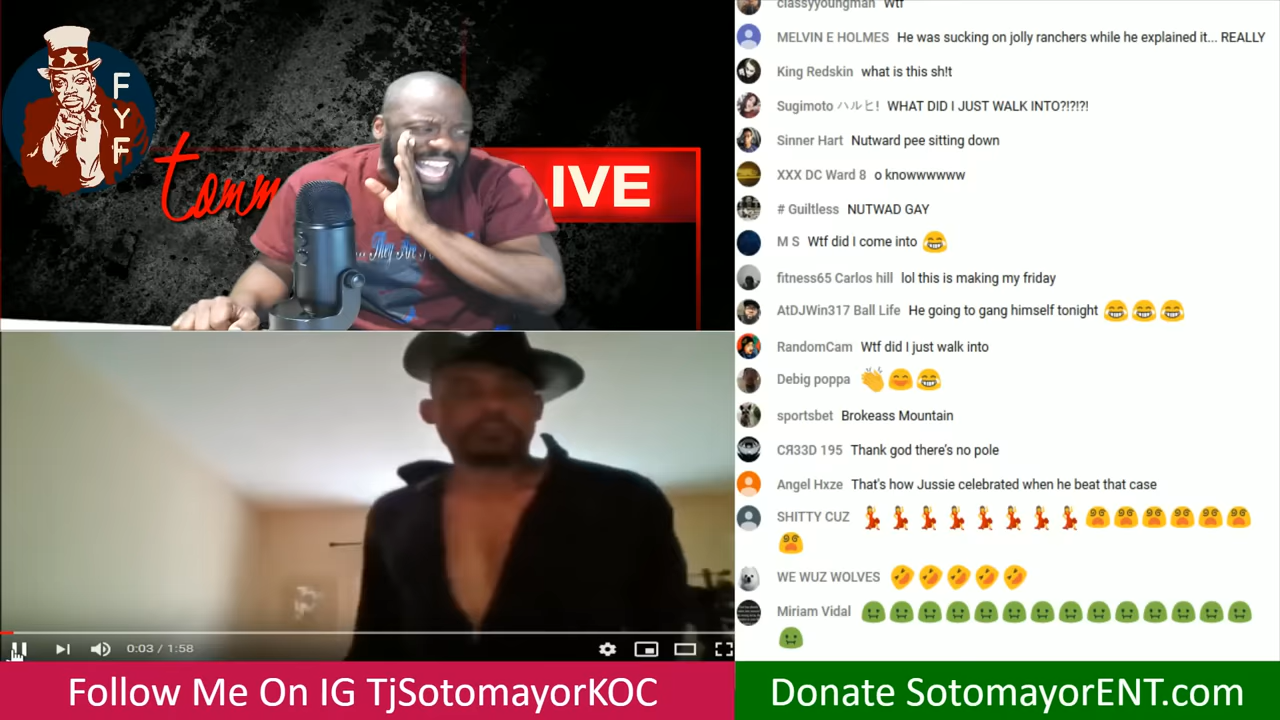 F
Y
F
tomm
LIVE
... They Are
0:03 / 1:58
Follow Me On IG TjSotomayorKOC
classyyoungman Wtf
MELVIN E HOLMES He was sucking on jolly ranchers while he explained it... REALLY
King Redskin what is this sh!t
Sugimoto ハルヒ! WHAT DID I JUST WALK INTO?!?!?!
Sinner Hart Nutward pee sitting down
XXX DC Ward 8 o knowwwwww
# Guiltless NUTWAD GAY
M S Wtf did I come into 😂
fitness65 Carlos hill lol this is making my friday
AtDJWin317 Ball Life He going to gang himself tonight 😂😂😂
RandomCam Wtf did I just walk into
Debig poppa 👏😄😂
sportsbet Brokeass Mountain
CЯ33D 195 Thank god there's no pole
Angel Hxze That's how Jussie celebrated when he beat that case
SHITTY CUZ 💃💃💃💃💃💃💃💃😵😵😵😵😵😵
😵
WE WUZ WOLVES 🤣🤣🤣🤣🤣
Miriam Vidal 🤢🤢🤢🤢🤢🤢🤢🤢🤢🤢🤢🤢🤢🤢
🤢
Donate SotomayorENT.com